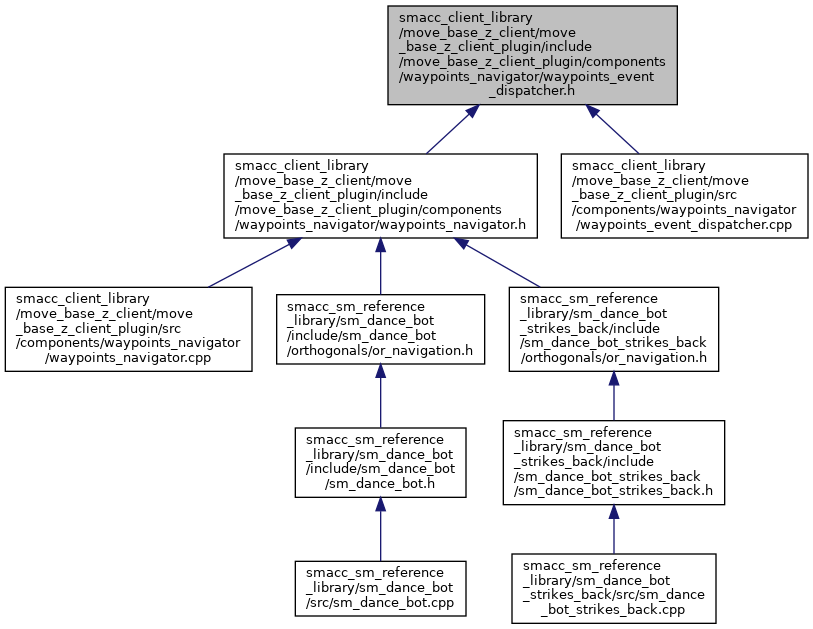 smacc_client_library
/move_base_z_client/move
_base_z_client_plugin/include
/move_base_z_client_plugin/components
/waypoints_navigator/waypoints_event
_dispatcher.h
smacc_client_library
/move_base_z_client/move
_base_z_client_plugin/include
/move_base_z_client_plugin/components
/waypoints_navigator/waypoints_navigator.h
smacc_client_library
/move_base_z_client/move
_base_z_client_plugin/src
/components/waypoints_navigator
/waypoints_event_dispatcher.cpp
smacc_client_library
/move_base_z_client/move
_base_z_client_plugin/src
/components/waypoints_navigator
/waypoints_navigator.cpp
smacc_sm_reference
_library/sm_dance_bot
/include/sm_dance_bot
/orthogonals/or_navigation.h
smacc_sm_reference
_library/sm_dance_bot
_strikes_back/include
/sm_dance_bot_strikes_back
/orthogonals/or_navigation.h
smacc_sm_reference
_library/sm_dance_bot
/include/sm_dance_bot
/sm_dance_bot.h
smacc_sm_reference
_library/sm_dance_bot
_strikes_back/include
/sm_dance_bot_strikes_back
/sm_dance_bot_strikes_back.h
smacc_sm_reference
_library/sm_dance_bot
/src/sm_dance_bot.cpp
smacc_sm_reference
_library/sm_dance_bot
_strikes_back/src/sm_dance
_bot_strikes_back.cpp